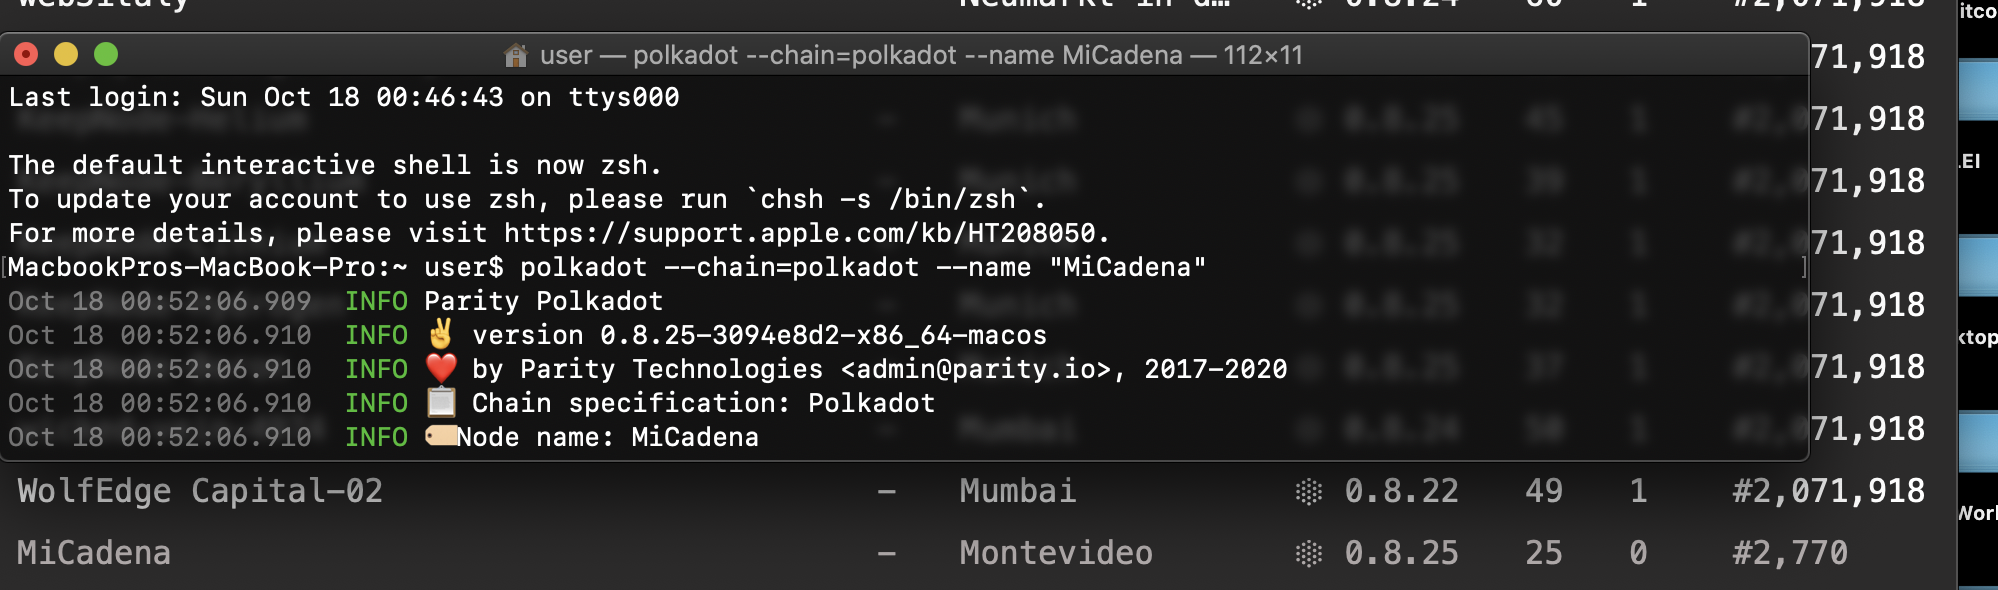 #2,071,918
itco
user — polkadot --chain=polkadot --name MiCadena — 112×11
71,918
Last login: Sun Oct 18 00:46:43 on ttys000
71,918
The default interactive shell is now zsh.
.EI
To update your account to use zsh, please run `chsh -s /bin/zsh`.
71,918
For more details, please visit https://support.apple.com/kb/HT208050.
71,918
[MacbookPros-MacBook-Pro:~ user$ polkadot --chain=polkadot --name "MiCadena" ]
Oct 18 00:52:06.909 INFO Parity Polkadot
71,918
Oct 18 00:52:06.910 INFO ✌️ version 0.8.25-3094e8d2-x86_64-macos
ktop
Oct 18 00:52:06.910 INFO ❤️ by Parity Technologies <admin@parity.io>, 2017-2020
71,918
Oct 18 00:52:06.910 INFO 📋 Chain specification: Polkadot
Oct 18 00:52:06.910 INFO 🏷Node name: MiCadena
71,918
WolfEdge Capital-02 — Mumbai 0.8.22 49 1 #2,071,918
Worl
MiCadena — Montevideo 0.8.25 25 0 #2,770